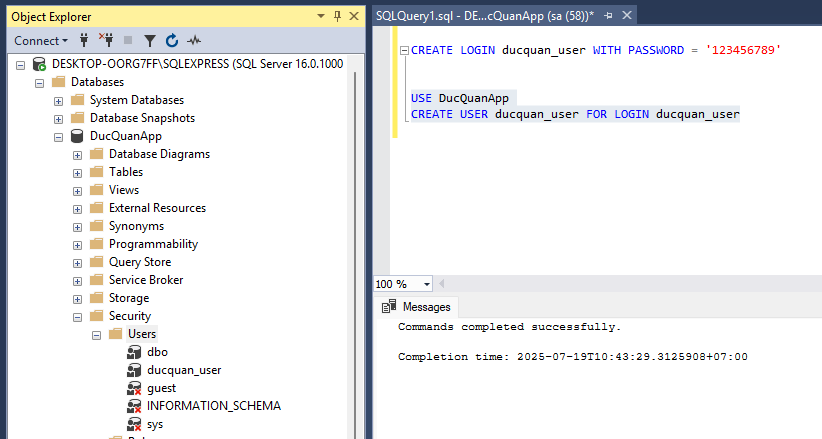 Object Explorer
Connect
DESKTOP-OORG7FF\SQLEXPRESS (SQL Server 16.0.1000
Databases
System Databases
Database Snapshots
DucQuanApp
Database Diagrams
Tables
Views
External Resources
Synonyms
Programmability
Query Store
Service Broker
Storage
Security
Users
dbo
ducquan_user
guest
INFORMATION_SCHEMA
sys
SQLQuery1.sql - DE...cQuanApp (sa (58))*
CREATE LOGIN ducquan_user WITH PASSWORD = '123456789'
USE DucQuanApp
CREATE USER ducquan_user FOR LOGIN ducquan_user
100 %
Messages
Commands completed successfully.
Completion time: 2025-07-19T10:43:29.3125908+07:00